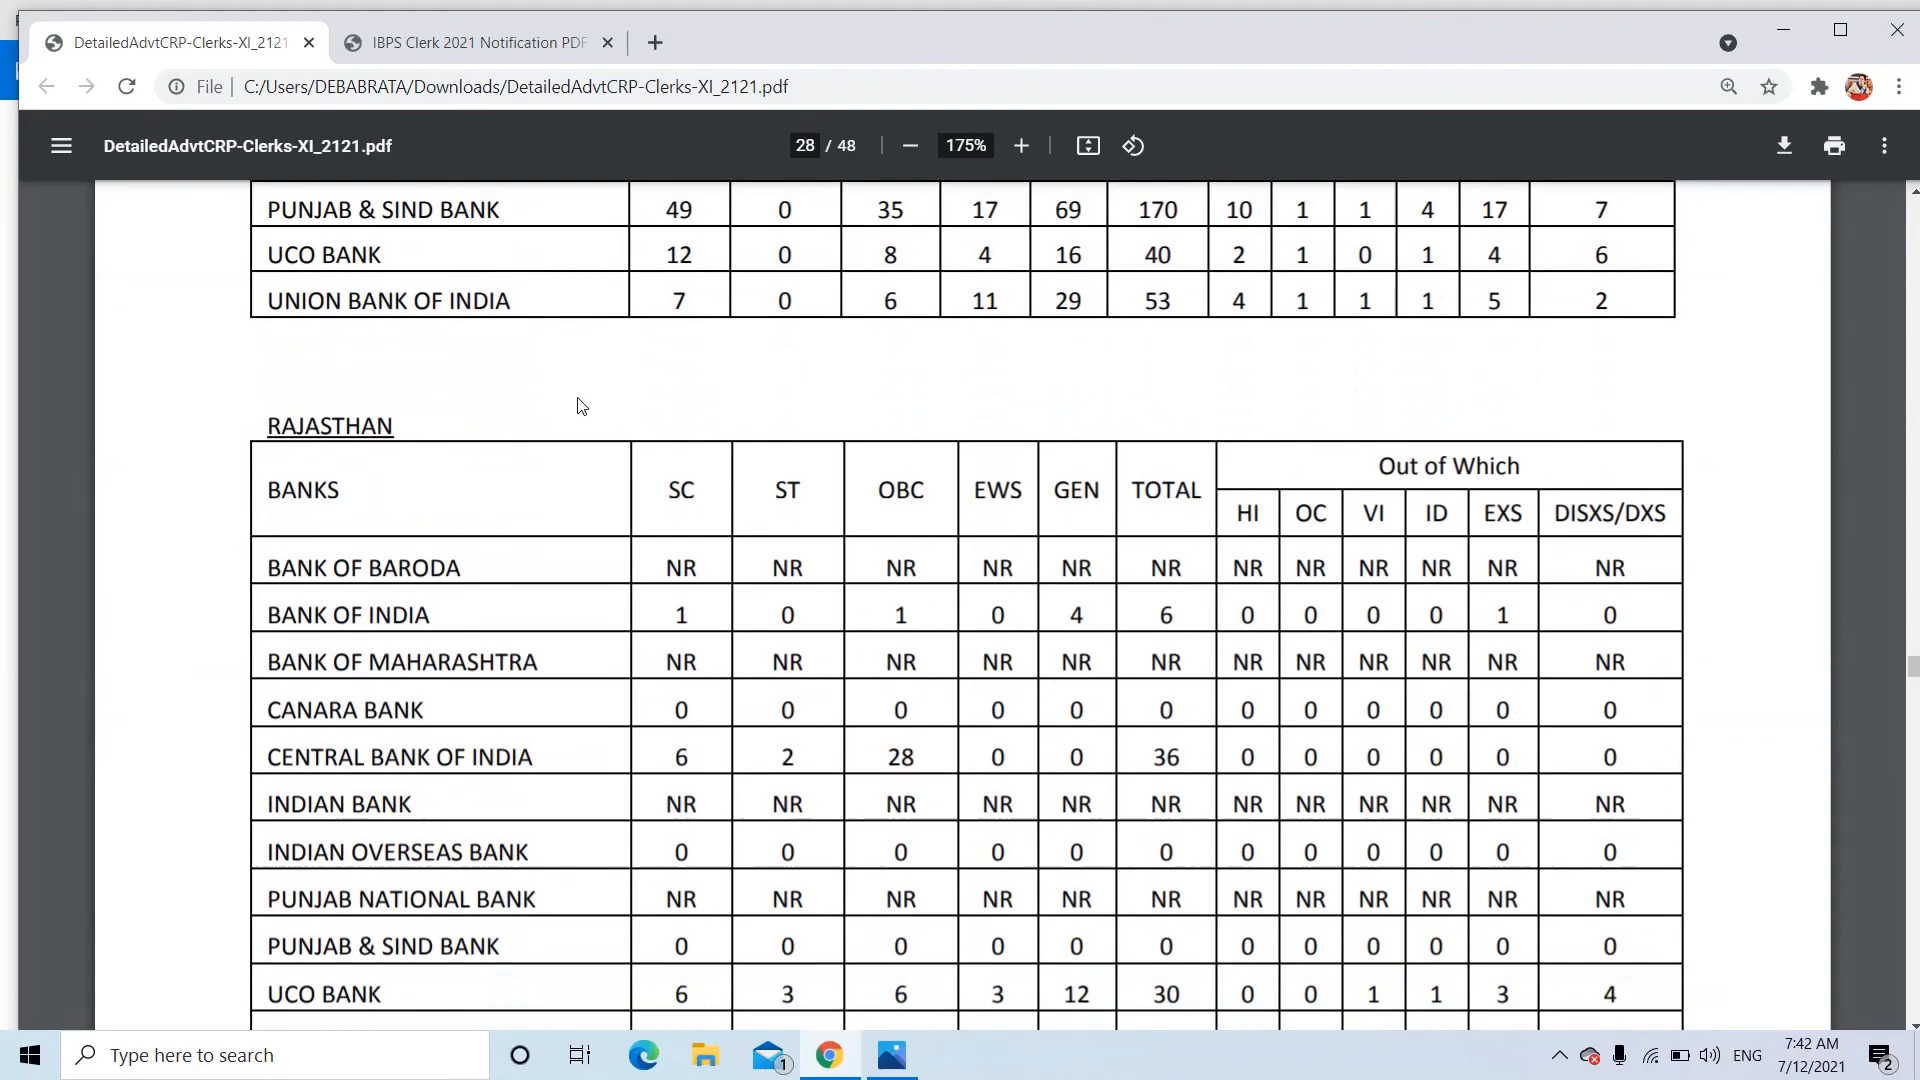 DetailedAdvtCRP-Clerks-XI_2121
IBPS Clerk 2021 Notification PDF
File | C:/Users/DEBABRATA/Downloads/DetailedAdvtCRP-Clerks-XI_2121.pdf
DetailedAdvtCRP-Clerks-XI_2121.pdf 28 / 48 175%
PUNJAB & SIND BANK 49 0 35 17 69 170 10 1 1 4 17 7
UCO BANK 12 0 8 4 16 40 2 1 0 1 4 6
UNION BANK OF INDIA 7 0 6 11 29 53 4 1 1 1 5 2
RAJASTHAN
BANKS SC ST OBC EWS GEN TOTAL Out of Which
HI OC VI ID EXS DISXS/DXS
BANK OF BARODA NR NR NR NR NR NR NR NR NR NR NR NR
BANK OF INDIA 1 0 1 0 4 6 0 0 0 0 1 0
BANK OF MAHARASHTRA NR NR NR NR NR NR NR NR NR NR NR NR
CANARA BANK 0 0 0 0 0 0 0 0 0 0 0 0
CENTRAL BANK OF INDIA 6 2 28 0 0 36 0 0 0 0 0 0
INDIAN BANK NR NR NR NR NR NR NR NR NR NR NR NR
INDIAN OVERSEAS BANK 0 0 0 0 0 0 0 0 0 0 0 0
PUNJAB NATIONAL BANK NR NR NR NR NR NR NR NR NR NR NR NR
PUNJAB & SIND BANK 0 0 0 0 0 0 0 0 0 0 0 0
UCO BANK 6 3 6 3 12 30 0 0 1 1 3 4
Type here to search
1
ENG
7:42 AM
7/12/2021
2